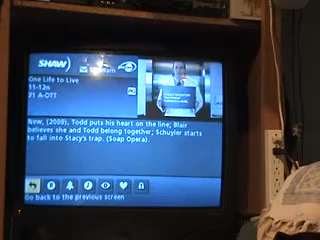 SHAW
One Life to Live
11-12n
31 A-OTT
New, (2009), Todd puts his heart on the line; Blair
believes she and Todd belong together; Schuyler starts
to fall into Stacy's trap. (Soap Opera).
Go back to the previous screen